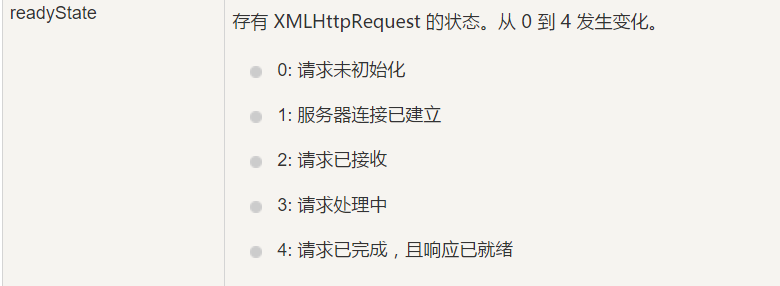 readyState
存有 XMLHttpRequest 的状态。从 0 到 4 发生变化。
0: 请求未初始化
1: 服务器连接已建立
2: 请求已接收
3: 请求处理中
4: 请求已完成，且响应已就绪